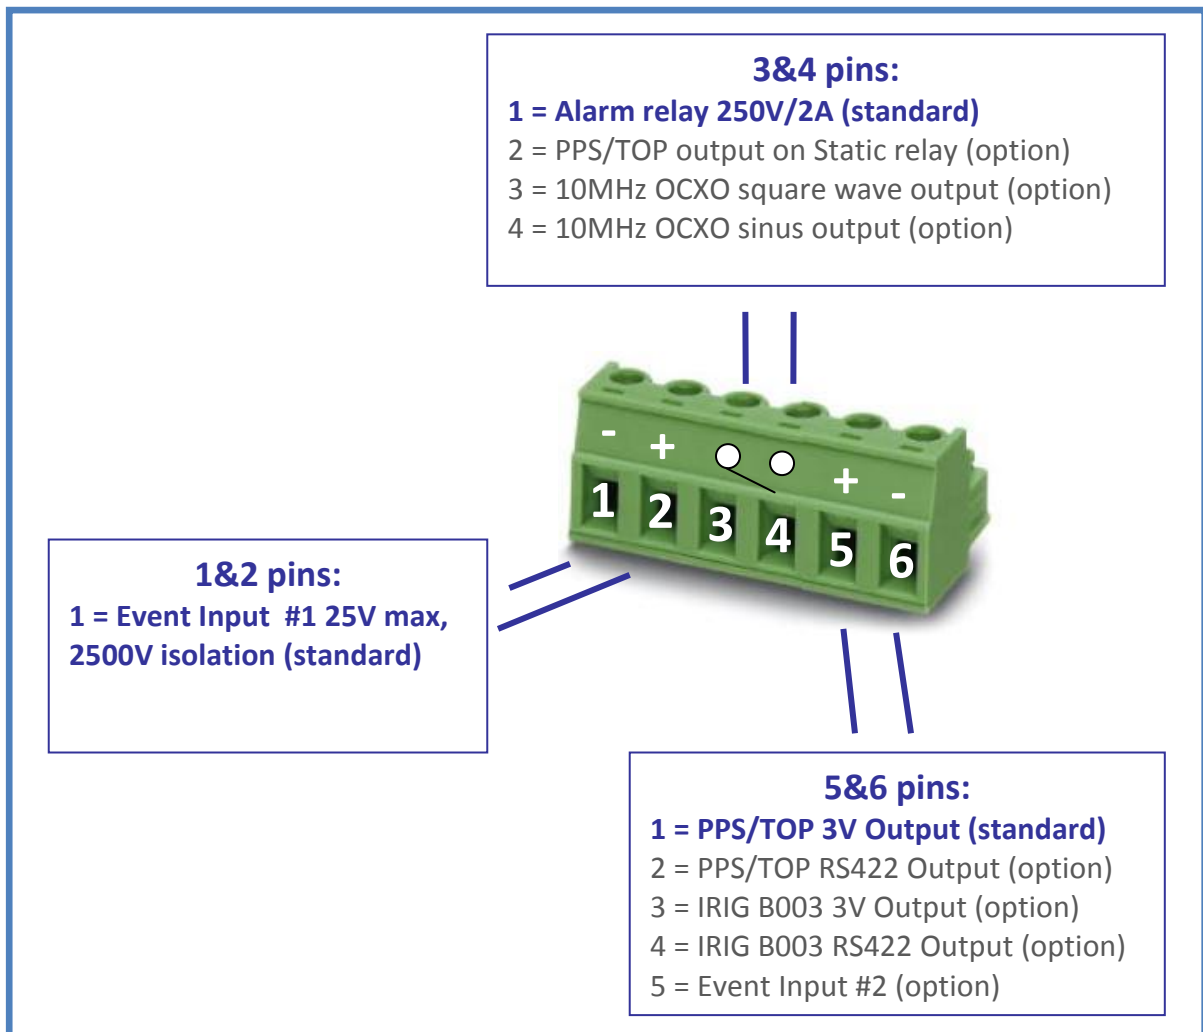 3&4 pins:
1 = Alarm relay 250V/2A (standard)
2 = PPS/TOP output on Static relay (option)
3 = 10MHz OCXO square wave output (option)
4 = 10MHz OCXO sinus output (option)
- + + -
1 2 3 4 5 6
1&2 pins:
1 = Event Input #1 25V max,
2500V isolation (standard)
5&6 pins:
1 = PPS/TOP 3V Output (standard)
2 = PPS/TOP RS422 Output (option)
3 = IRIG B003 3V Output (option)
4 = IRIG B003 RS422 Output (option)
5 = Event Input #2 (option)